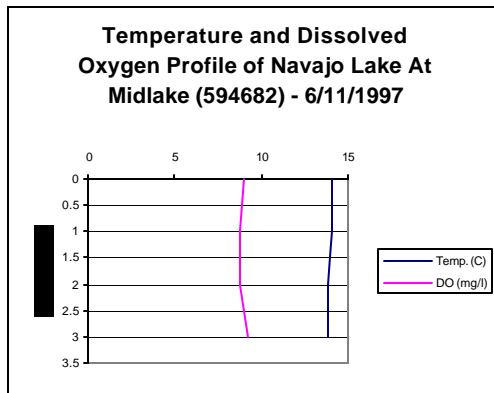 Temperature and Dissolved
Oxygen Profile of Navajo Lake At
Midlake (594682) - 6/11/1997
0 5 10 15
0
0.5
1
1.5
2
2.5
3
3.5
Temp. (C)
DO (mg/l)